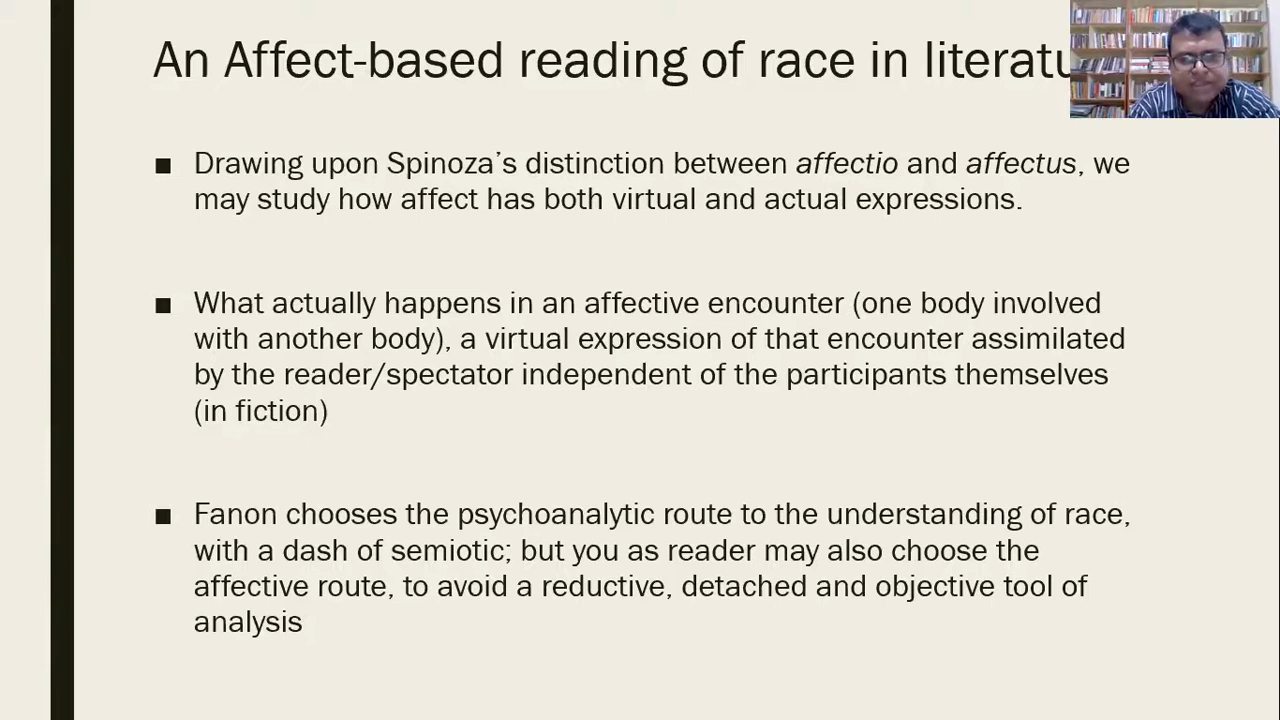 An Affect-based reading of race in literatu
■ Drawing upon Spinoza’s distinction between affectio and affectus, we
may study how affect has both virtual and actual expressions.
■ What actually happens in an affective encounter (one body involved
with another body), a virtual expression of that encounter assimilated
by the reader/spectator independent of the participants themselves
(in fiction)
■ Fanon chooses the psychoanalytic route to the understanding of race,
with a dash of semiotic; but you as reader may also choose the
affective route, to avoid a reductive, detached and objective tool of
analysis